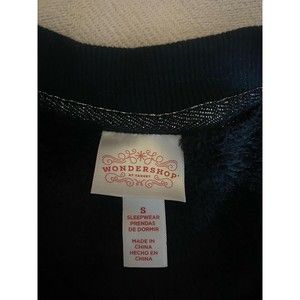 WONDERSHOP
AT TARGET
S
SLEEPWEAR
PRENDAS
DE DORMIR
MADE IN
CHINA
HECHO EN
CHINA